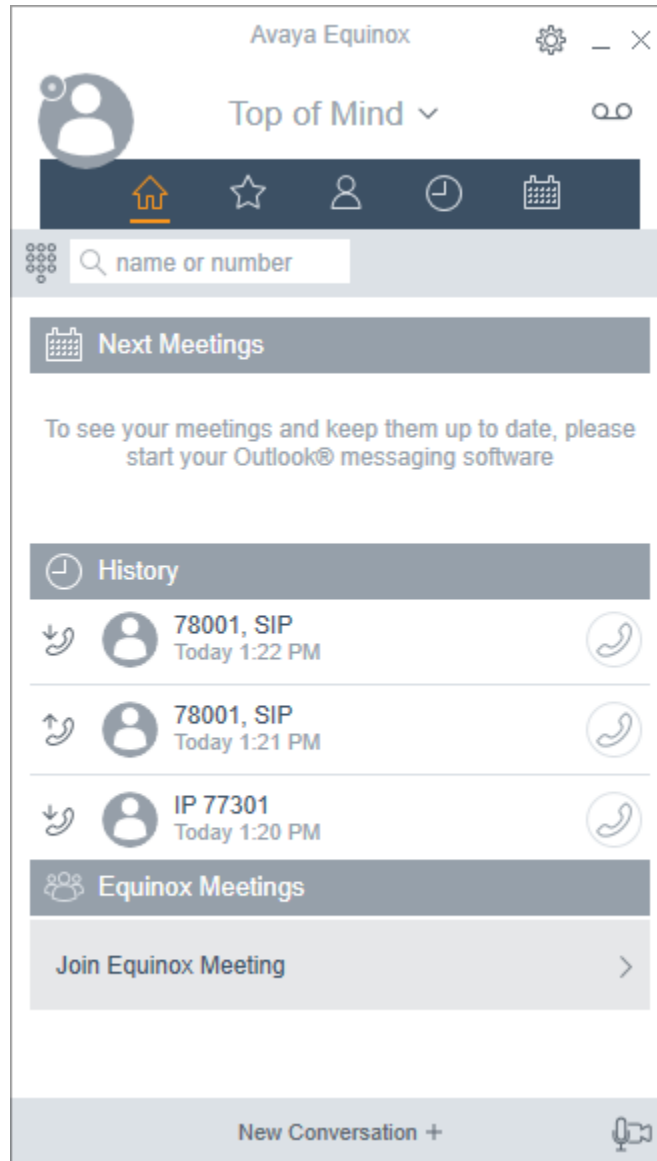 Avaya Equinox
Top of Mind
name or number
Next Meetings
To see your meetings and keep them up to date, please
start your Outlook® messaging software
History
78001, SIP
Today 1:22 PM
78001, SIP
Today 1:21 PM
IP 77301
Today 1:20 PM
Equinox Meetings
Join Equinox Meeting
New Conversation +